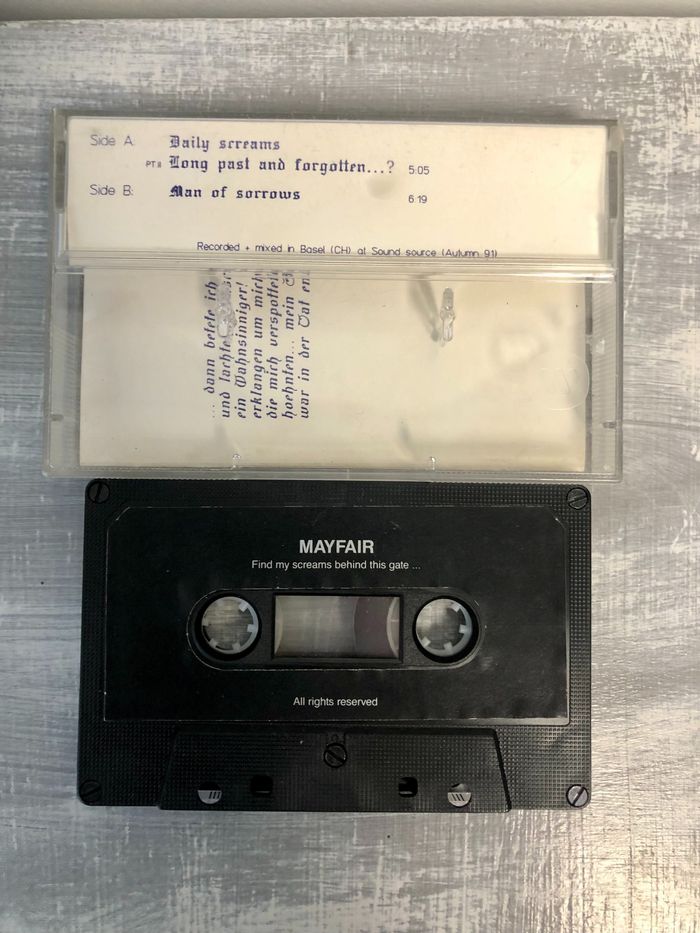 Side A: Daily screams
PT.II Long past and forgotten...? 5:05
Side B: Man of sorrows 6:19
Recorded + mixed in Basel (CH) at Sound source (Autumn 91)
... dann betete ich
und lachte
ein Wahnsinniger!
erklangen um mich
die mich
hoehnten... mein
war in der Tat
MAYFAIR
Find my screams behind this gate ...
All rights reserved